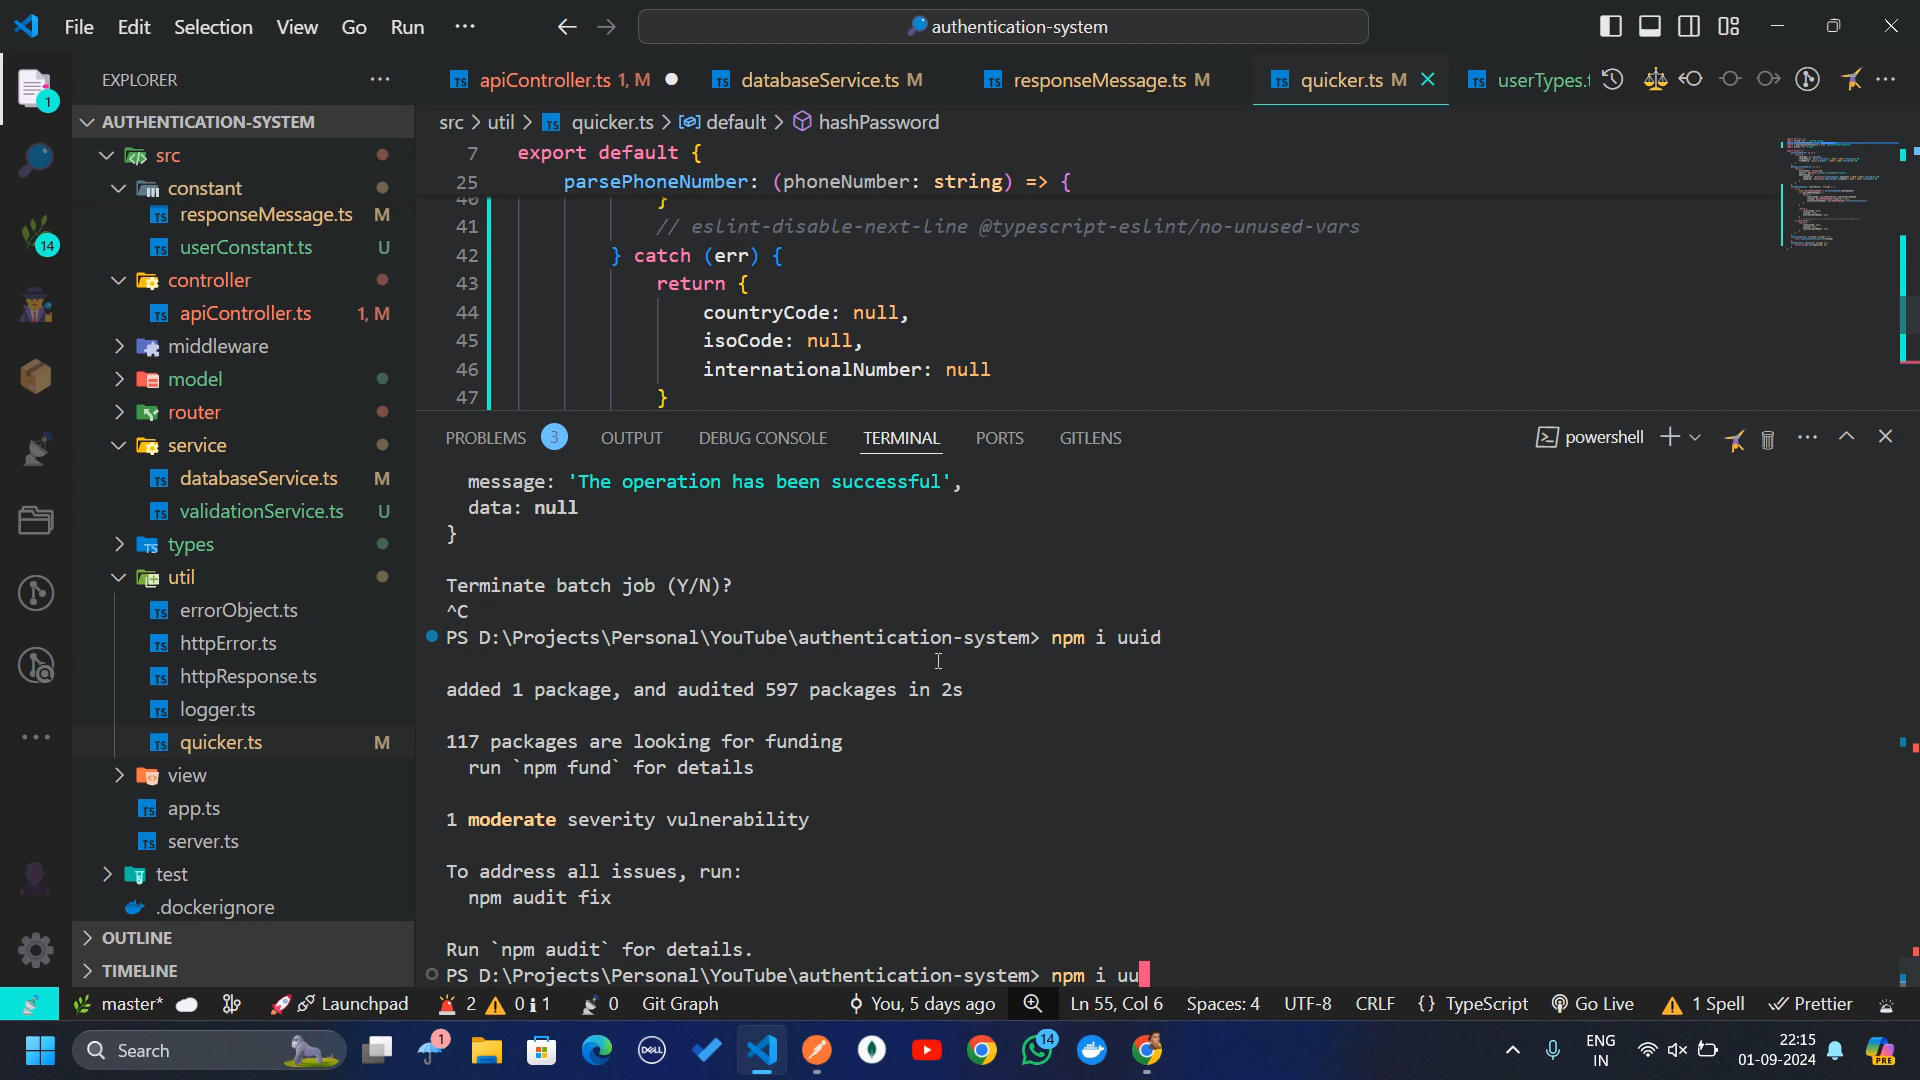 File Edit Selection View Go Run ··· authentication-system
EXPLORER ···
AUTHENTICATION-SYSTEM
src
constant
responseMessage.ts M
userConstant.ts U
controller
apiController.ts 1, M
middleware
model
router
service
databaseService.ts M
validationService.ts U
types
util
errorObject.ts
httpError.ts
httpResponse.ts
logger.ts
quicker.ts M
view
app.ts
server.ts
test
.dockerignore
OUTLINE
TIMELINE
1
14
apiController.ts 1, M databaseService.ts M responseMessage.ts M quicker.ts M userTypes.t
src > util > quicker.ts > default > hashPassword
7 export default {
25 parsePhoneNumber: (phoneNumber: string) => {
40 }
41 // eslint-disable-next-line @typescript-eslint/no-unused-vars
42 } catch (err) {
43 return {
44 countryCode: null,
45 isoCode: null,
46 internationalNumber: null
47 }
PROBLEMS 3 OUTPUT DEBUG CONSOLE TERMINAL PORTS GITLENS powershell
message: 'The operation has been successful',
data: null
}
Terminate batch job (Y/N)?
^C
PS D:\Projects\Personal\YouTube\authentication-system> npm i uuid
added 1 package, and audited 597 packages in 2s
117 packages are looking for funding
run `npm fund` for details
1 moderate severity vulnerability
To address all issues, run:
npm audit fix
Run `npm audit` for details.
PS D:\Projects\Personal\YouTube\authentication-system> npm i uu
master* Launchpad 2 0 1 0 Git Graph You, 5 days ago Ln 55, Col 6 Spaces: 4 UTF-8 CRLF {} TypeScript Go Live 1 Spell Prettier
Search 1 DELL 14 ENG 22:15
IN 01-09-2024 PRE